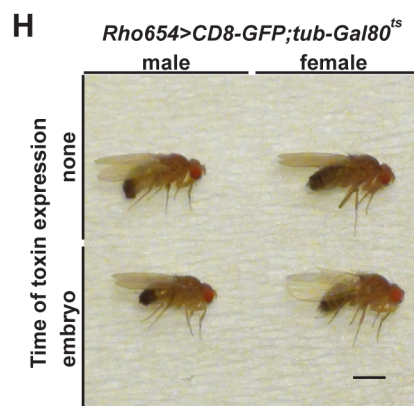 H
Rho654>CD8-GFP;tub-Gal80ts
male female
Time of toxin expression
none
embryo